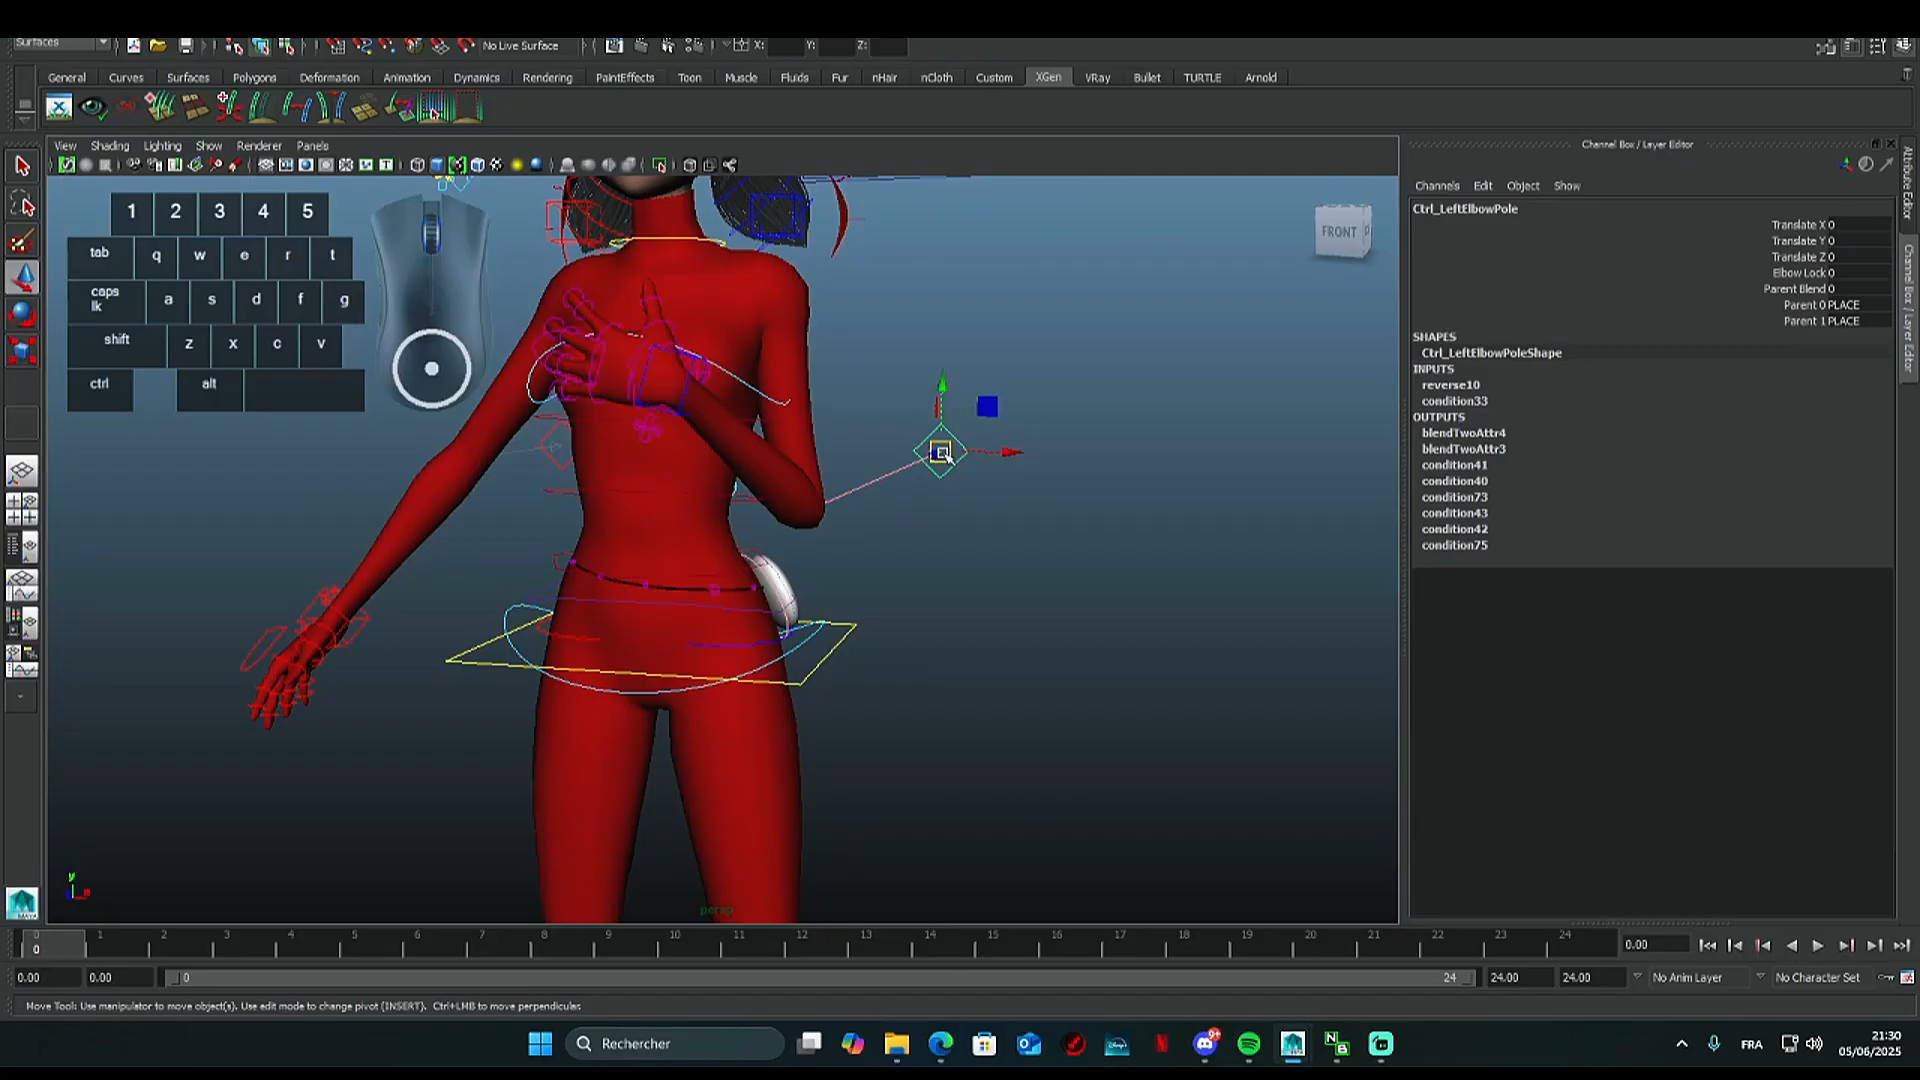 Surfaces
No Live Surface
X:
Y:
Z:
General Curves Surfaces Polygons Deformation Animation Dynamics Rendering PaintEffects Toon Muscle Fluids Fur nHair nCloth Custom XGen VRay Bullet TURTLE Arnold
View Shading Lighting Show Renderer Panels
1 2 3 4 5
tab q w e r t
caps lk a s d f g
shift z x c v
ctrl alt
FRONT
persp
y
Channel Box / Layer Editor
Channels Edit Object Show
Ctrl_LeftElbowPole
Translate X 0
Translate Y 0
Translate Z 0
Elbow Lock 0
Parent Blend 0
Parent 0 PLACE
Parent 1 PLACE
SHAPES
Ctrl_LeftElbowPoleShape
INPUTS
reverse10
condition33
OUTPUTS
blendTwoAttr4
blendTwoAttr3
condition41
condition40
condition73
condition43
condition42
condition75
Attribute Editor
Channel Box / Layer Editor
0 1 2 3 4 5 6 7 8 9 10 11 12 13 14 15 16 17 18 19 20 21 22 23 24
0
0.00
0.00 0.00 0 24 24.00 24.00 No Anim Layer No Character Set
Move Tool: Use manipulator to move object(s). Use edit mode to change pivot (INSERT). Ctrl+LMB to move perpendicular.
Rechercher
FRA
21:30
05/06/2025